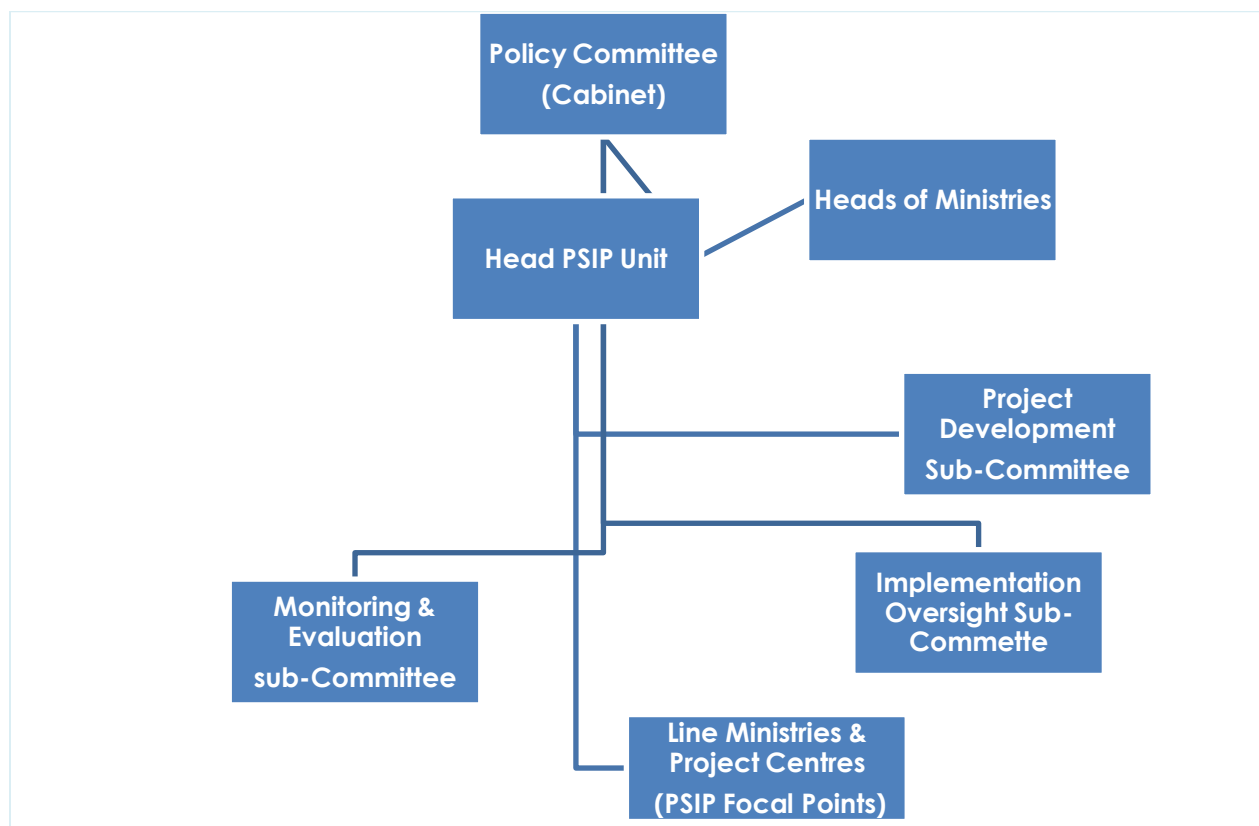 Policy Committee
(Cabinet)
Heads of Ministries
Head PSIP Unit
Project
Development
Sub-Committee
Implementation
Oversight Sub-
Commette
Monitoring &
Evaluation
sub-Committee
Line Ministries &
Project Centres
(PSIP Focal Points)